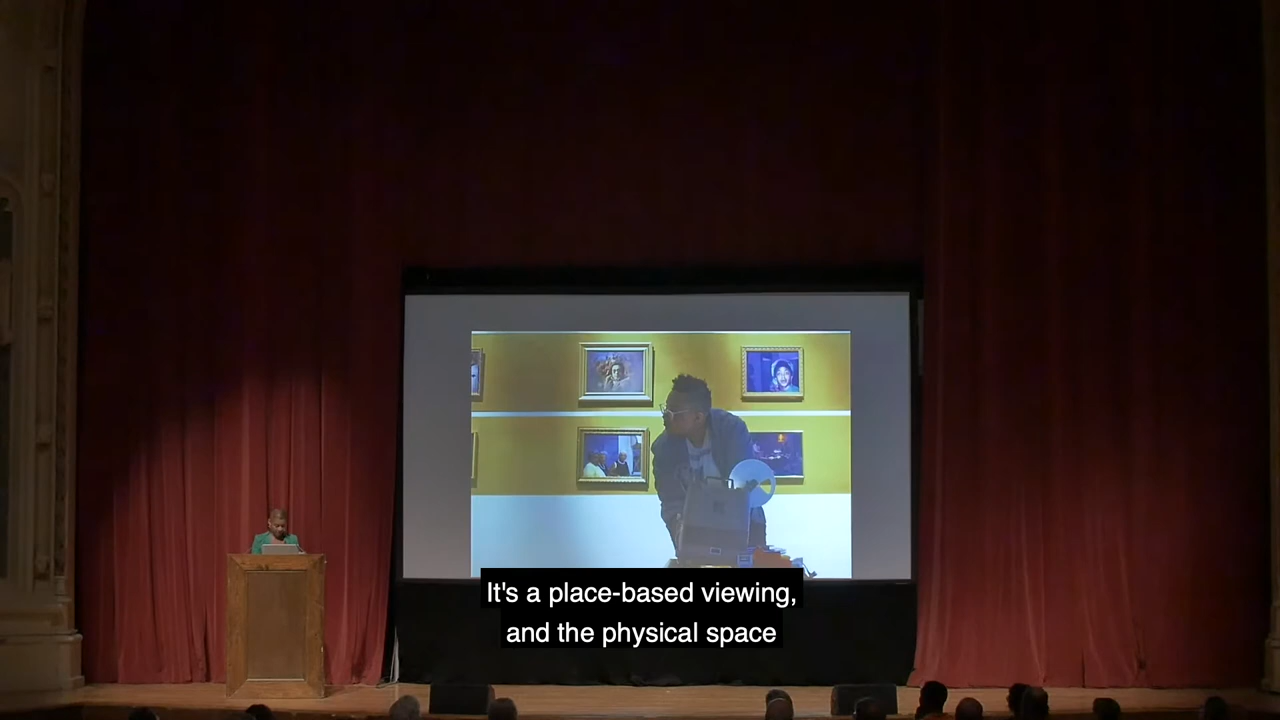 It's a place-based viewing,
and the physical space